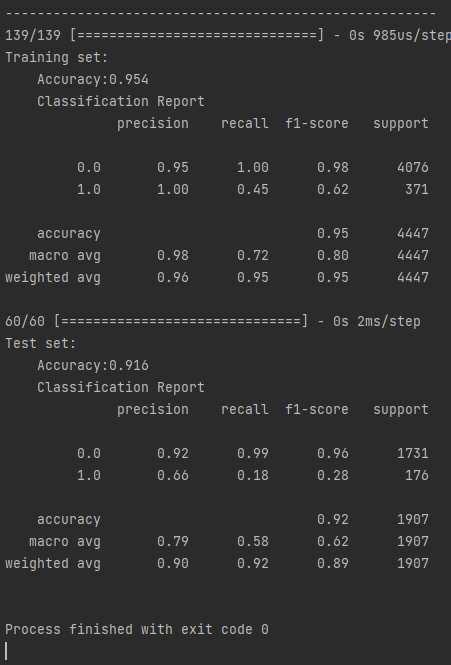 ------------------------------------------------------
139/139 [==============================] - 0s 985us/step
Training set:
    Accuracy:0.954
    Classification Report
              precision    recall  f1-score   support

         0.0       0.95      1.00      0.98      4076
         1.0       1.00      0.45      0.62       371

    accuracy                           0.95      4447
   macro avg       0.98      0.72      0.80      4447
weighted avg       0.96      0.95      0.95      4447

60/60 [==============================] - 0s 2ms/step
Test set:
    Accuracy:0.916
    Classification Report
              precision    recall  f1-score   support

         0.0       0.92      0.99      0.96      1731
         1.0       0.66      0.18      0.28       176

    accuracy                           0.92      1907
   macro avg       0.79      0.58      0.62      1907
weighted avg       0.90      0.92      0.89      1907


Process finished with exit code 0